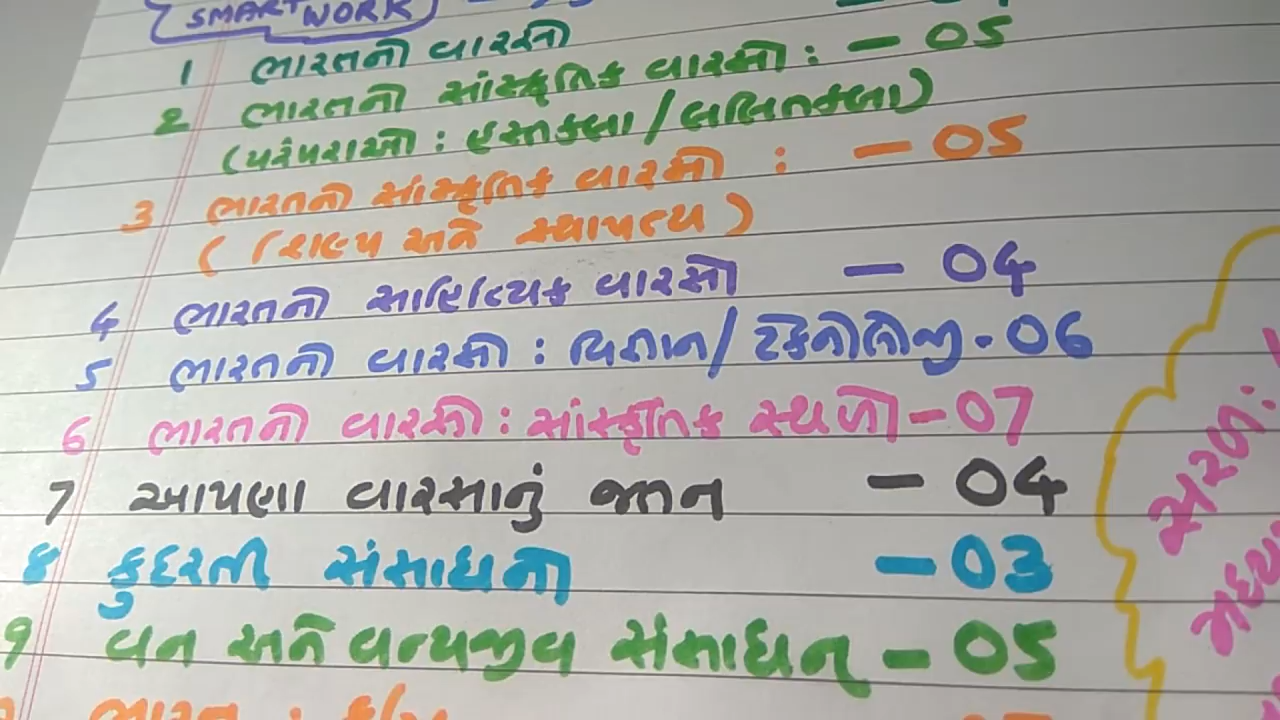 SMART WORK
1 ભારતનો વારસો
2 ભારતનો સાંસ્કૃતિક વારસો : - 05
(પરંપરાઓ : હસ્તકલા / લલિતકલા)
3 ભારતનો સાંસ્કૃતિક વારસો : - 05
(શિલ્પ અને સ્થાપત્ય)
4 ભારતનો સાહિત્યિક વારસો - 04
5 ભારતનો વારસો : વિજ્ઞાન / ટેકનોલોજી - 06
6 ભારતનો વારસો : સાંસ્કૃતિક સ્થળો - 07
7 આપણા વારસાનું જતન - 04
8 કુદરતી સંસાધનો - 03
9 વન અને વન્યજીવ સંસાધન - 05
ભારત :
સરળ :